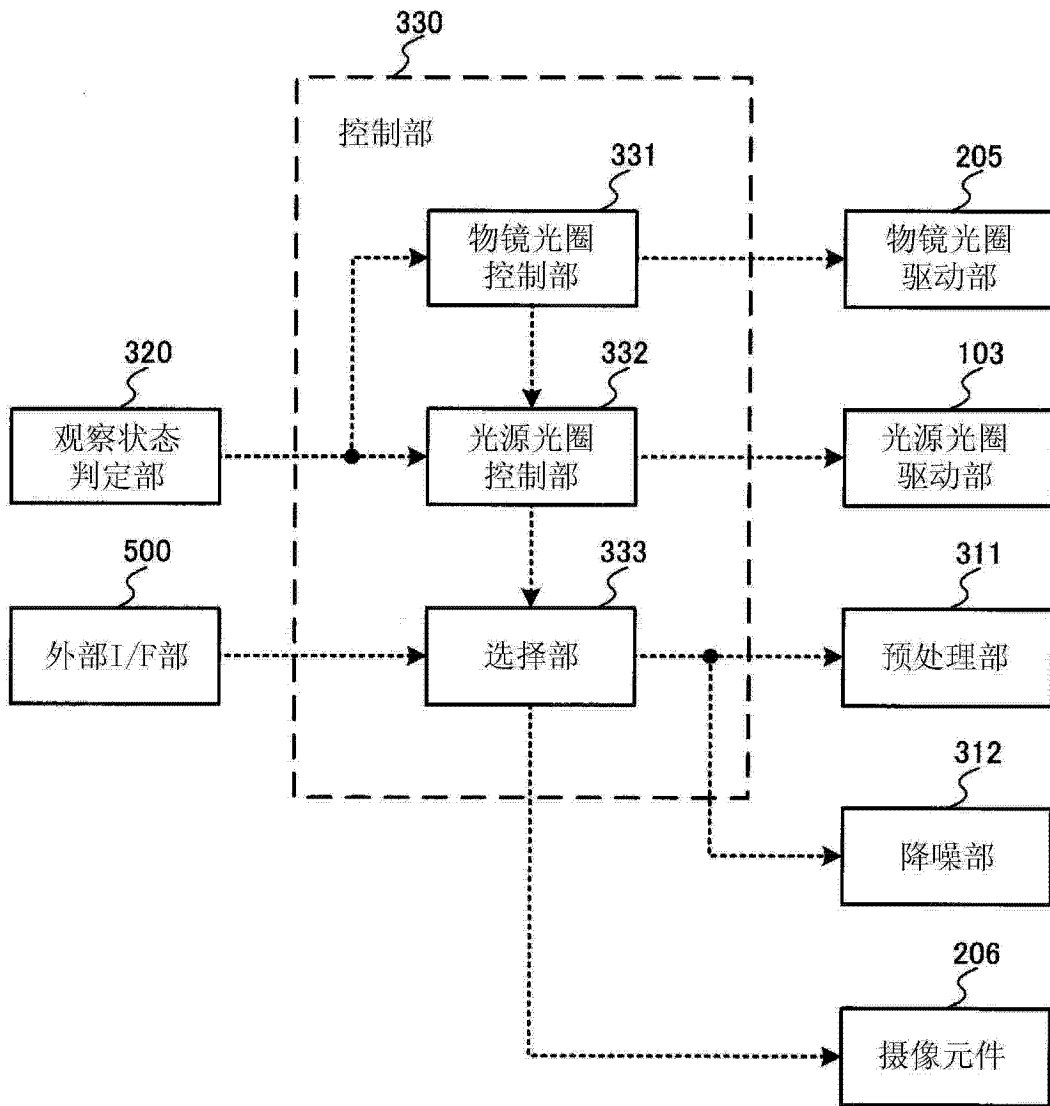 330
控制部
331
物镜光圈
控制部
205
物镜光圈
驱动部
320
观察状态
判定部
332
光源光圈
控制部
103
光源光圈
驱动部
500
外部I/F部
333
选择部
311
预处理部
312
降噪部
206
摄像元件